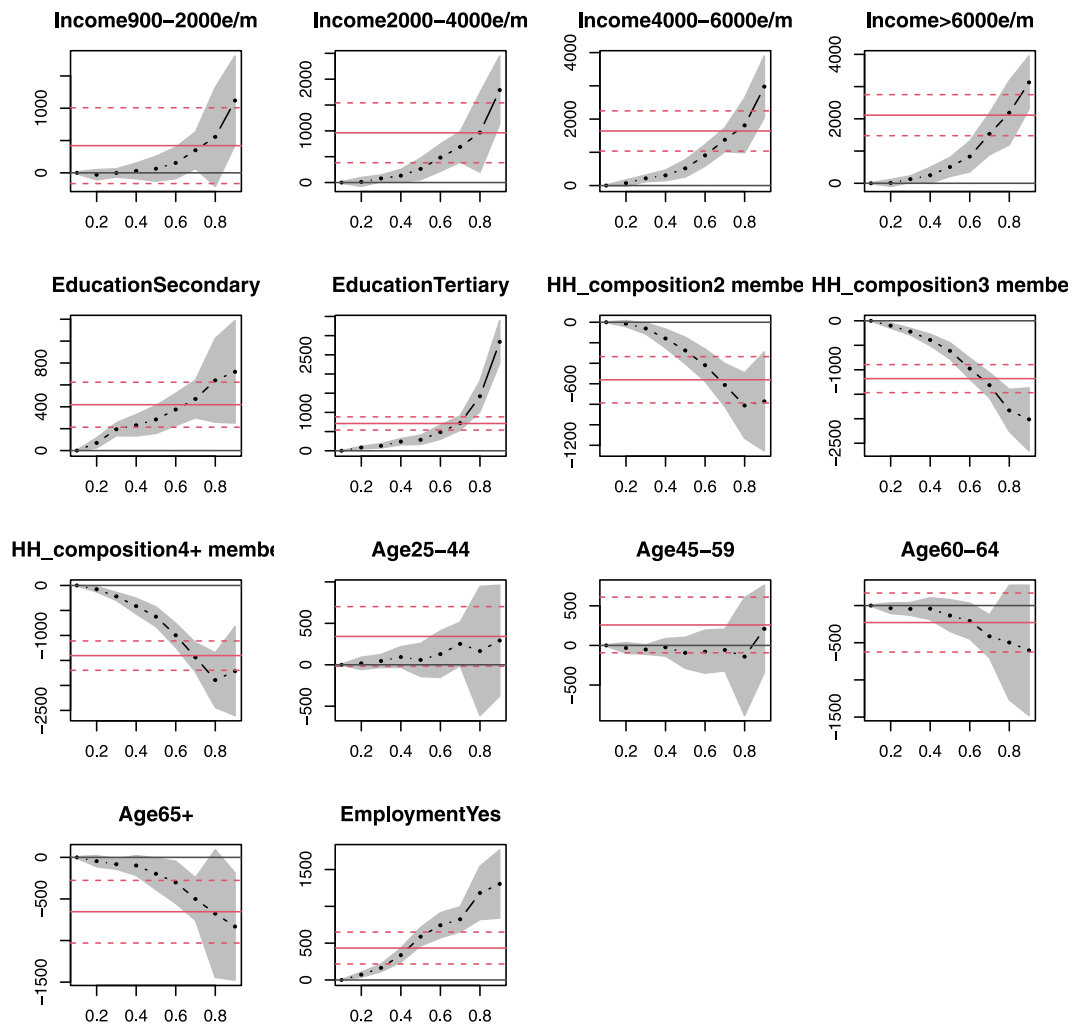 Income900−2000e/m
Income2000−4000e/m
Income4000−6000e/m
Income>6000e/m
0 1000
0.2 0.4 0.6 0.8
0 1000 2500
0.2 0.4 0.6 0.8
0 2000 4000
0.2 0.4 0.6 0.8
0 2000 4000
0.2 0.4 0.6 0.8
EducationSecondary
EducationTertiary
HH_composition2 membe
HH_composition3 membe
0 400 800
0.2 0.4 0.6 0.8
0 1000 2500
0.2 0.4 0.6 0.8
−1200 −600 0
0.2 0.4 0.6 0.8
−2500 −1000 0
0.2 0.4 0.6 0.8
HH_composition4+ membe
Age25−44
Age45−59
Age60−64
−2500 −1000 0
0.2 0.4 0.6 0.8
−500 0 500
0.2 0.4 0.6 0.8
−500 0 500
0.2 0.4 0.6 0.8
−1500 −500 0
0.2 0.4 0.6 0.8
Age65+
EmploymentYes
−1500 −500 0
0.2 0.4 0.6 0.8
0 500 1500
0.2 0.4 0.6 0.8